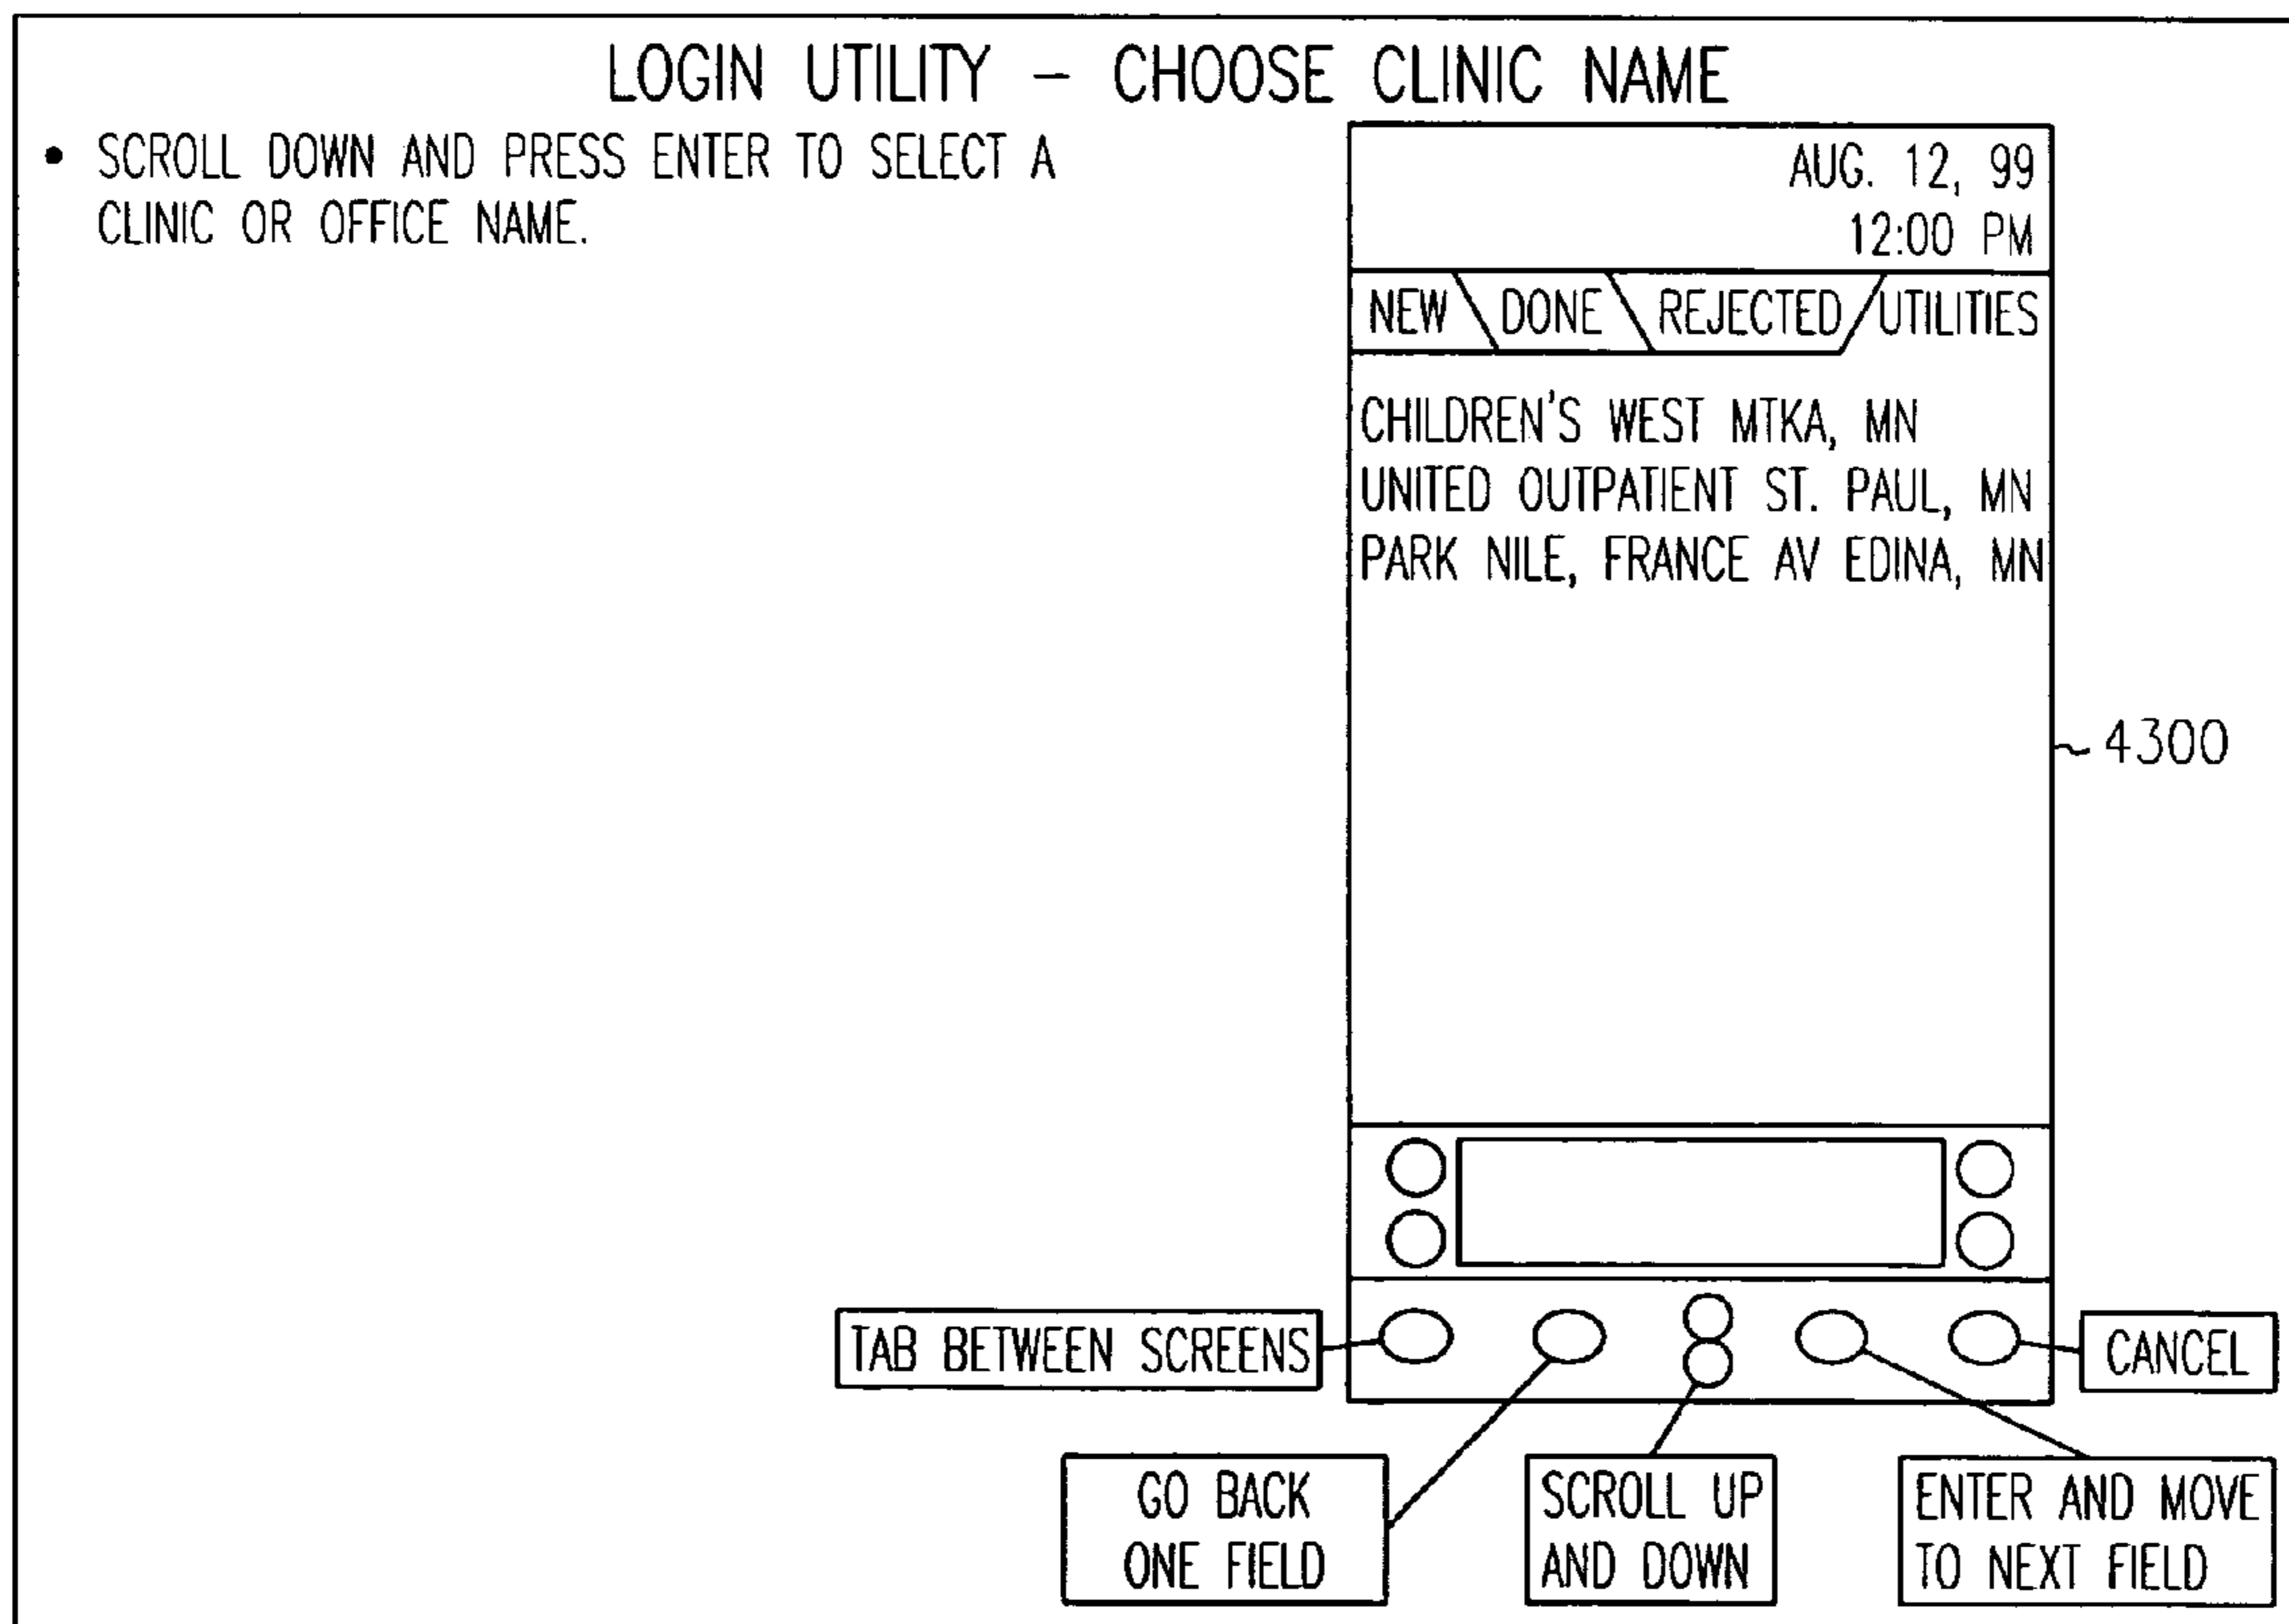 LOGIN UTILITY – CHOOSE CLINIC NAME
• SCROLL DOWN AND PRESS ENTER TO SELECT A
CLINIC OR OFFICE NAME.
AUG. 12, 99
12:00 PM
NEW DONE REJECTED UTILITIES
CHILDREN'S WEST MTKA, MN
UNITED OUTPATIENT ST. PAUL, MN
PARK NILE, FRANCE AV EDINA, MN
4300
TAB BETWEEN SCREENS
CANCEL
GO BACK
ONE FIELD
SCROLL UP
AND DOWN
ENTER AND MOVE
TO NEXT FIELD